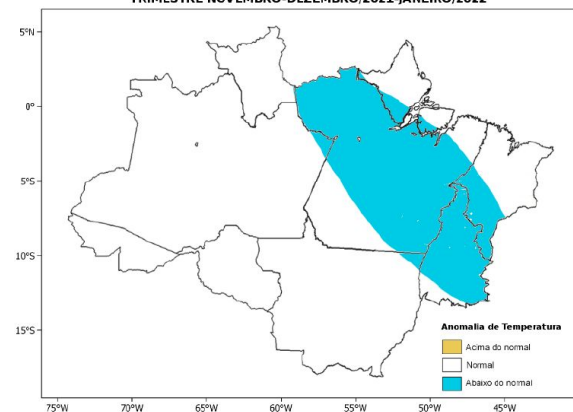 TRIMESTRE NOVEMBRO-DEZEMBRO/2021-JANEIRO/2022
5°N
0°
5°S
10°S
15°S
Anomalia de Temperatura
Acima do normal
Normal
Abaixo do normal
75°W 70°W 65°W 60°W 55°W 50°W 45°W